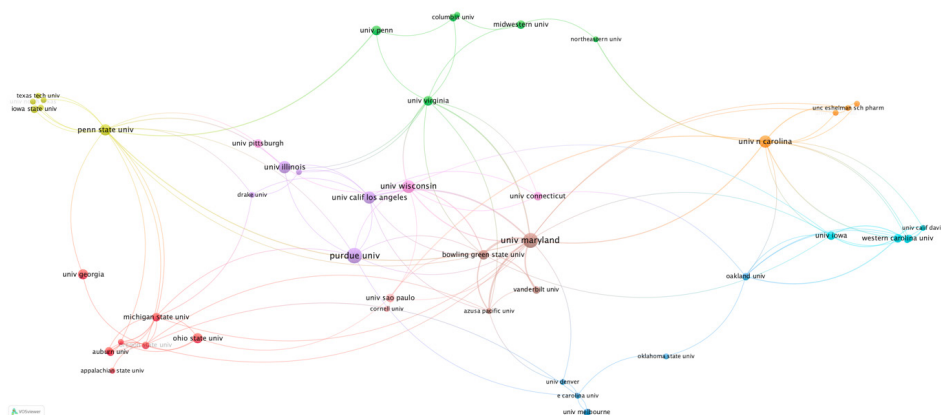 columbia univ
midwestern univ
univ penn
northeastern univ
texas tech univ
iowa state univ
univ virginia
unc eshelman sch pharm
penn state univ
univ pittsburgh
univ n carolina
univ illinois
univ wisconsin
drake univ
univ calif los angeles
univ connecticut
univ calif davi
univ maryland
univ iowa
western carolina univ
purdue univ
bowling green state univ
univ georgia
oakland univ
vanderbilt univ
univ sao paulo
cornell univ
azusa pacific univ
michigan state univ
ohio state univ
auburn univ
oklahoma state univ
appalachian state univ
univ denver
e carolina univ
univ melbourne
VOSviewer